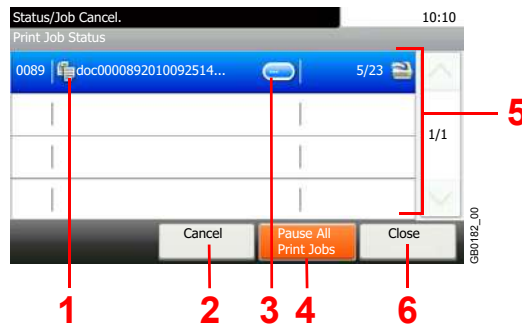 Status/Job Cancel. 10:10
Print Job Status
0089 doc0000892010092514... 5/23
5
1/1
Cancel Pause All Print Jobs Close
GB0182_00
1 2 3 4 6